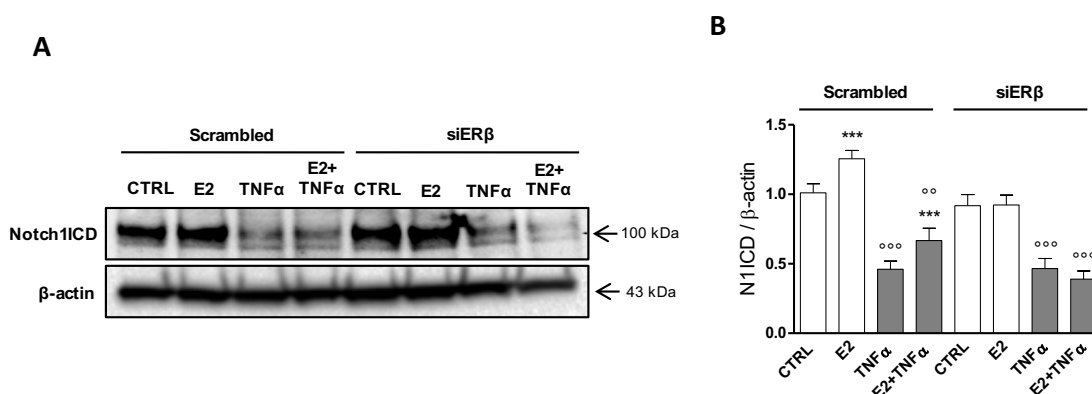 A
Scrambled siERβ
CTRL E2 TNFα E2+ TNFα CTRL E2 TNFα E2+ TNFα
Notch1ICD 100 kDa
β-actin 43 kDa
B
Scrambled siERβ
N1ICD / β-actin
1.5
1.0
0.5
0.0
***
°°°
°°
***
°°°
°°°
CTRL E2 TNFα E2+TNFα CTRL E2 TNFα E2+TNFα